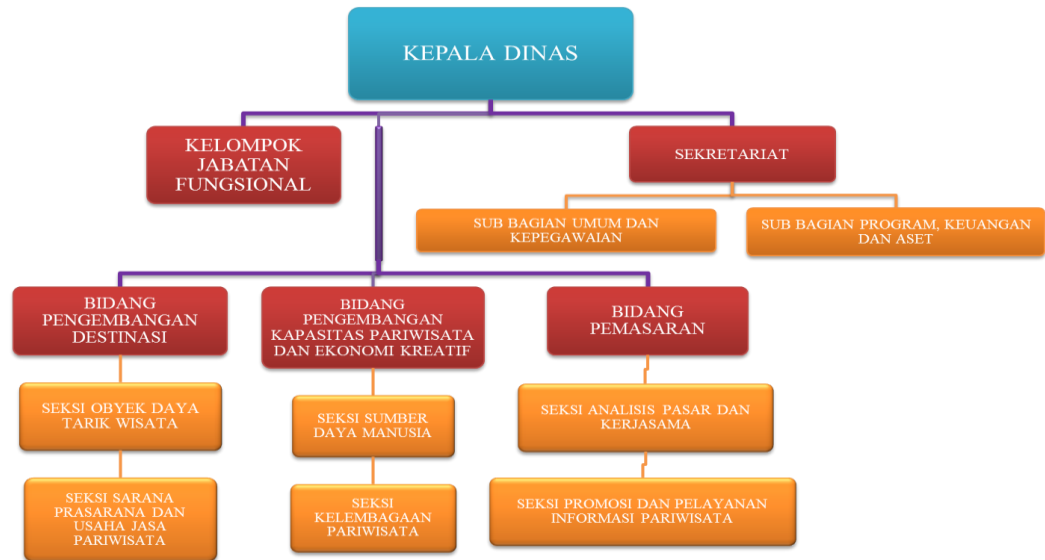 KEPALA DINAS
KELOMPOK
JABATAN
FUNGSIONAL
SEKRETARIAT
SUB BAGIAN UMUM DAN
KEPEGAWAIAN
SUB BAGIAN PROGRAM, KEUANGAN
DAN ASET
BIDANG
PENGEMBANGAN
DESTINASI
BIDANG
PENGEMBANGAN
KAPASITAS PARIWISATA
DAN EKONOMI KREATIF
BIDANG
PEMASARAN
SEKSI OBYEK DAYA
TARIK WISATA
SEKSI SUMBER
DAYA MANUSIA
SEKSI ANALISIS PASAR DAN
KERJASAMA
SEKSI SARANA
PRASARANA DAN
USAHA JASA
PARIWISATA
SEKSI
KELEMBAGAAN
PARIWISATA
SEKSI PROMOSI DAN PELAYANAN
INFORMASI PARIWISATA